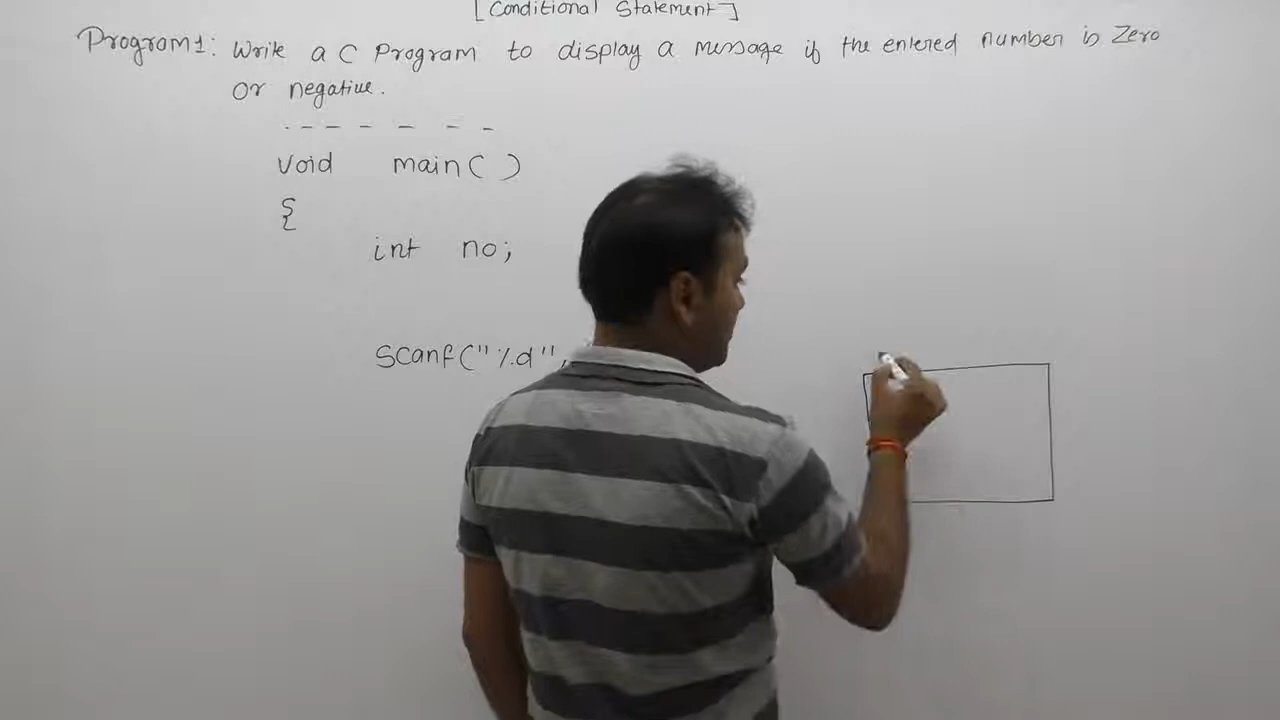 [Conditional Statement]
Program1: Write a C Program to display a message if the entered number is Zero
or negative.
void main( )
{
int no;
Scanf("%d",